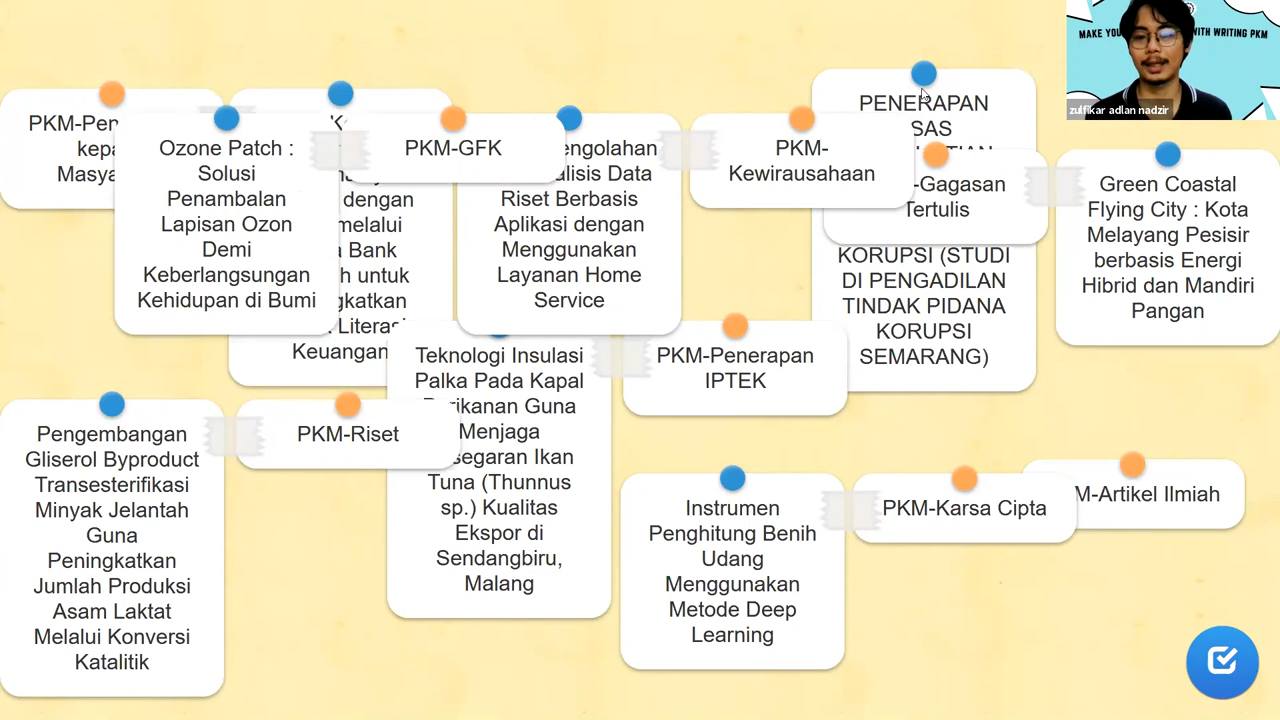 MAKE YOU
WITH WRITING PKM
zulfikar adlan nadzir
PKM-Pen
kepa
Masya
Ozone Patch :
Solusi
Penambalan
Lapisan Ozon
Demi
Keberlangsungan
Kehidupan di Bumi
dengan
melalui
Bank
untuk
Literasi
Keuangan
PKM-GFK
engolahan
alisis Data
Riset Berbasis
Aplikasi dengan
Menggunakan
Layanan Home
Service
PKM-
Kewirausahaan
PENERAPAN
-Gagasan
Tertulis
KORUPSI (STUDI
DI PENGADILAN
TINDAK PIDANA
KORUPSI
SEMARANG)
Green Coastal
Flying City : Kota
Melayang Pesisir
berbasis Energi
Hibrid dan Mandiri
Pangan
Teknologi Insulasi
Palka Pada Kapal
Guna
Menjaga
segaran Ikan
Tuna (Thunnus
sp.) Kualitas
Ekspor di
Sendangbiru,
Malang
PKM-Penerapan
IPTEK
Pengembangan
Gliserol Byproduct
Transesterifikasi
Minyak Jelantah
Guna
Peningkatkan
Jumlah Produksi
Asam Laktat
Melalui Konversi
Katalitik
PKM-Riset
Instrumen
Penghitung Benih
Udang
Menggunakan
Metode Deep
Learning
PKM-Karsa Cipta
M-Artikel Ilmiah